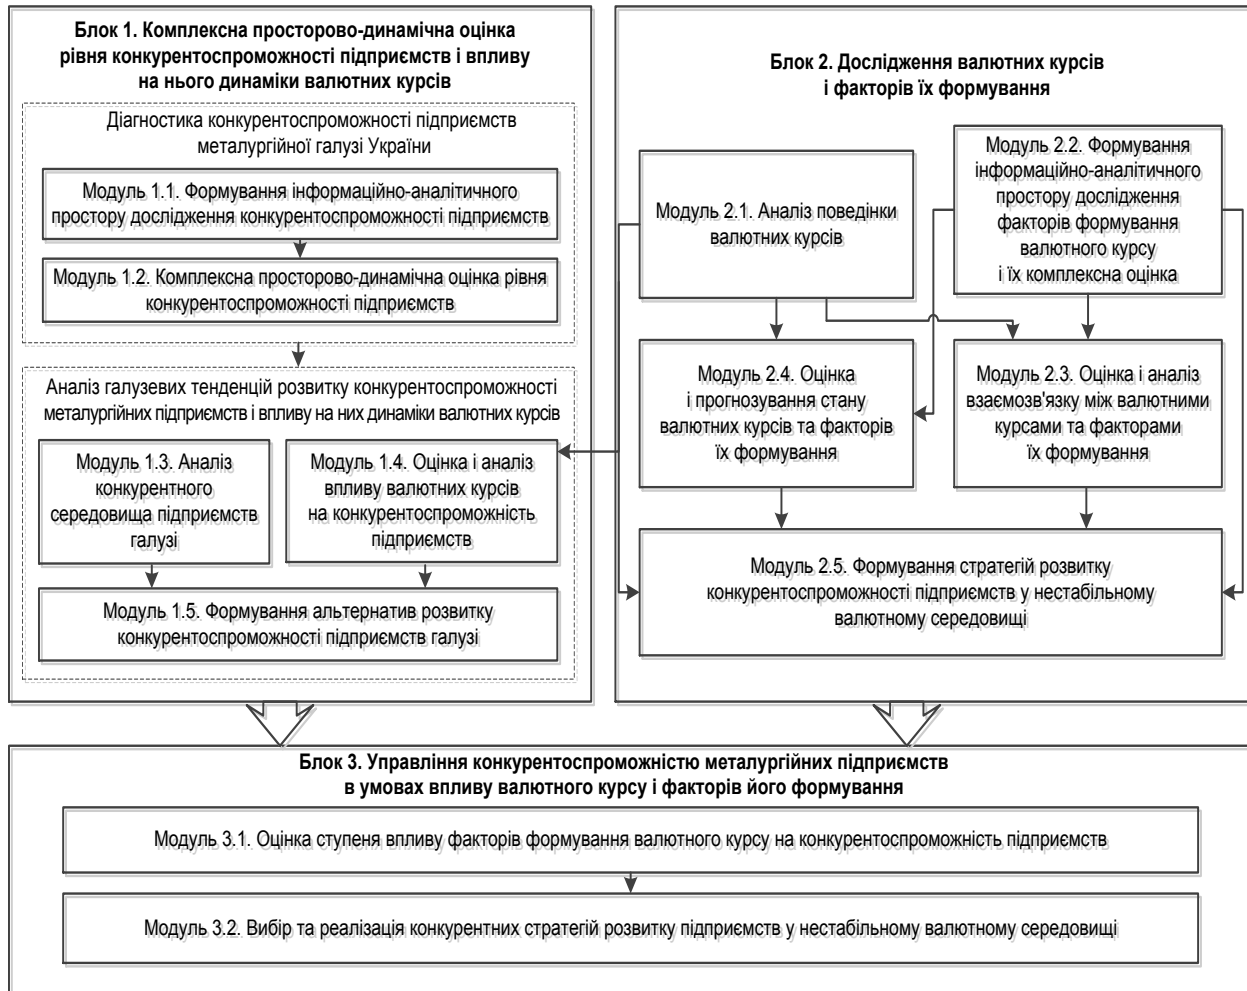 Блок 1. Комплексна просторово-динамічна оцінка
рівня конкурентоспроможності підприємств і впливу
на нього динаміки валютних курсів
Діагностика конкурентоспроможності підприємств
металургійної галузі України
Модуль 1.1. Формування інформаційно-аналітичного
простору дослідження конкурентоспроможності підприємств
Модуль 1.2. Комплексна просторово-динамічна оцінка рівня
конкурентоспроможності підприємств
Аналіз галузевих тенденцій розвитку конкурентоспроможності
металургійних підприємств і впливу на них динаміки валютних курсів
Модуль 1.3. Аналіз
конкурентного
середовища підприємств
галузі
Модуль 1.4. Оцінка і аналіз
впливу валютних курсів
на конкурентоспроможність
підприємств
Модуль 1.5. Формування альтернатив розвитку
конкурентоспроможності підприємств галузі
Блок 2. Дослідження валютних курсів
і факторів їх формування
Модуль 2.1. Аналіз поведінки
валютних курсів
Модуль 2.2. Формування
інформаційно-аналітичного
простору дослідження
факторів формування
валютного курсу
і їх комплексна оцінка
Модуль 2.4. Оцінка
і прогнозування стану
валютних курсів та факторів
їх формування
Модуль 2.3. Оцінка і аналіз
взаємозв'язку між валютними
курсами та факторами
їх формування
Модуль 2.5. Формування стратегій розвитку
конкурентоспроможності підприємств у нестабільному
валютному середовищі
Блок 3. Управління конкурентоспроможністю металургійних підприємств
в умовах впливу валютного курсу і факторів його формування
Модуль 3.1. Оцінка ступеня впливу факторів формування валютного курсу на конкурентоспроможність підприємств
Модуль 3.2. Вибір та реалізація конкурентних стратегій розвитку підприємств у нестабільному валютному середовищі